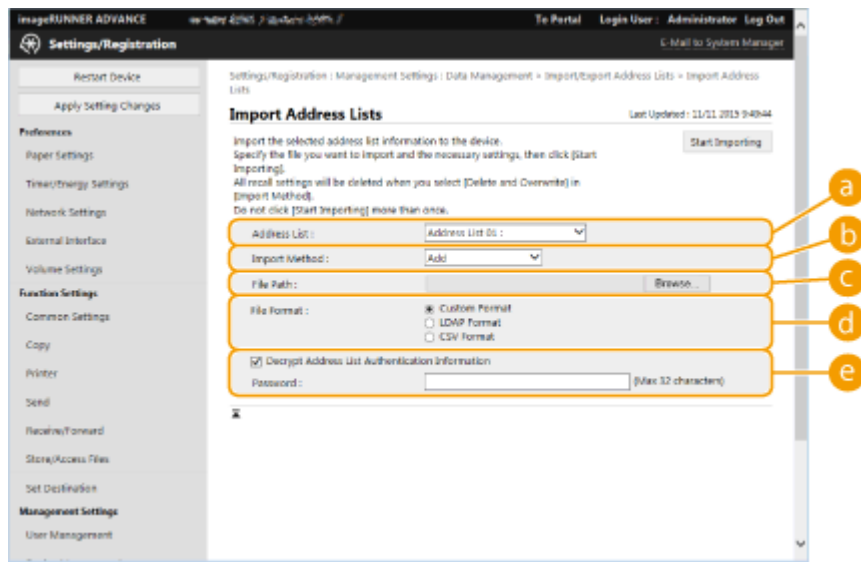 imageRUNNER ADVANCE
To Portal Login User : Administrator Log Out
Settings/Registration
E-Mail to System Manager
Restart Device
Apply Setting Changes
Preferences
Paper Settings
Timer/Energy Settings
Network Settings
External Interface
Volume Settings
Function Settings
Common Settings
Copy
Printer
Send
Receive/Forward
Store/Access Files
Set Destination
Management Settings
User Management
Settings/Registration : Management Settings : Data Management > Import/Export Address Lists > Import Address
Lists
Import Address Lists
Last Updated : 11/11 2015 9:49:44
Import the selected address list information to the device.
Specify the file you want to import and the necessary settings, then click [Start
Importing].
All recall settings will be deleted when you select [Delete and Overwrite] in
[Import Method].
Do not click [Start Importing] more than once.
Start Importing
Address List : Address List 01 :
a
Import Method : Add
b
File Path : Browse...
c
File Format : Custom Format
LDAP Format
CSV Format
d
Decrypt Address List Authentication Information
Password : (Max 32 characters)
e